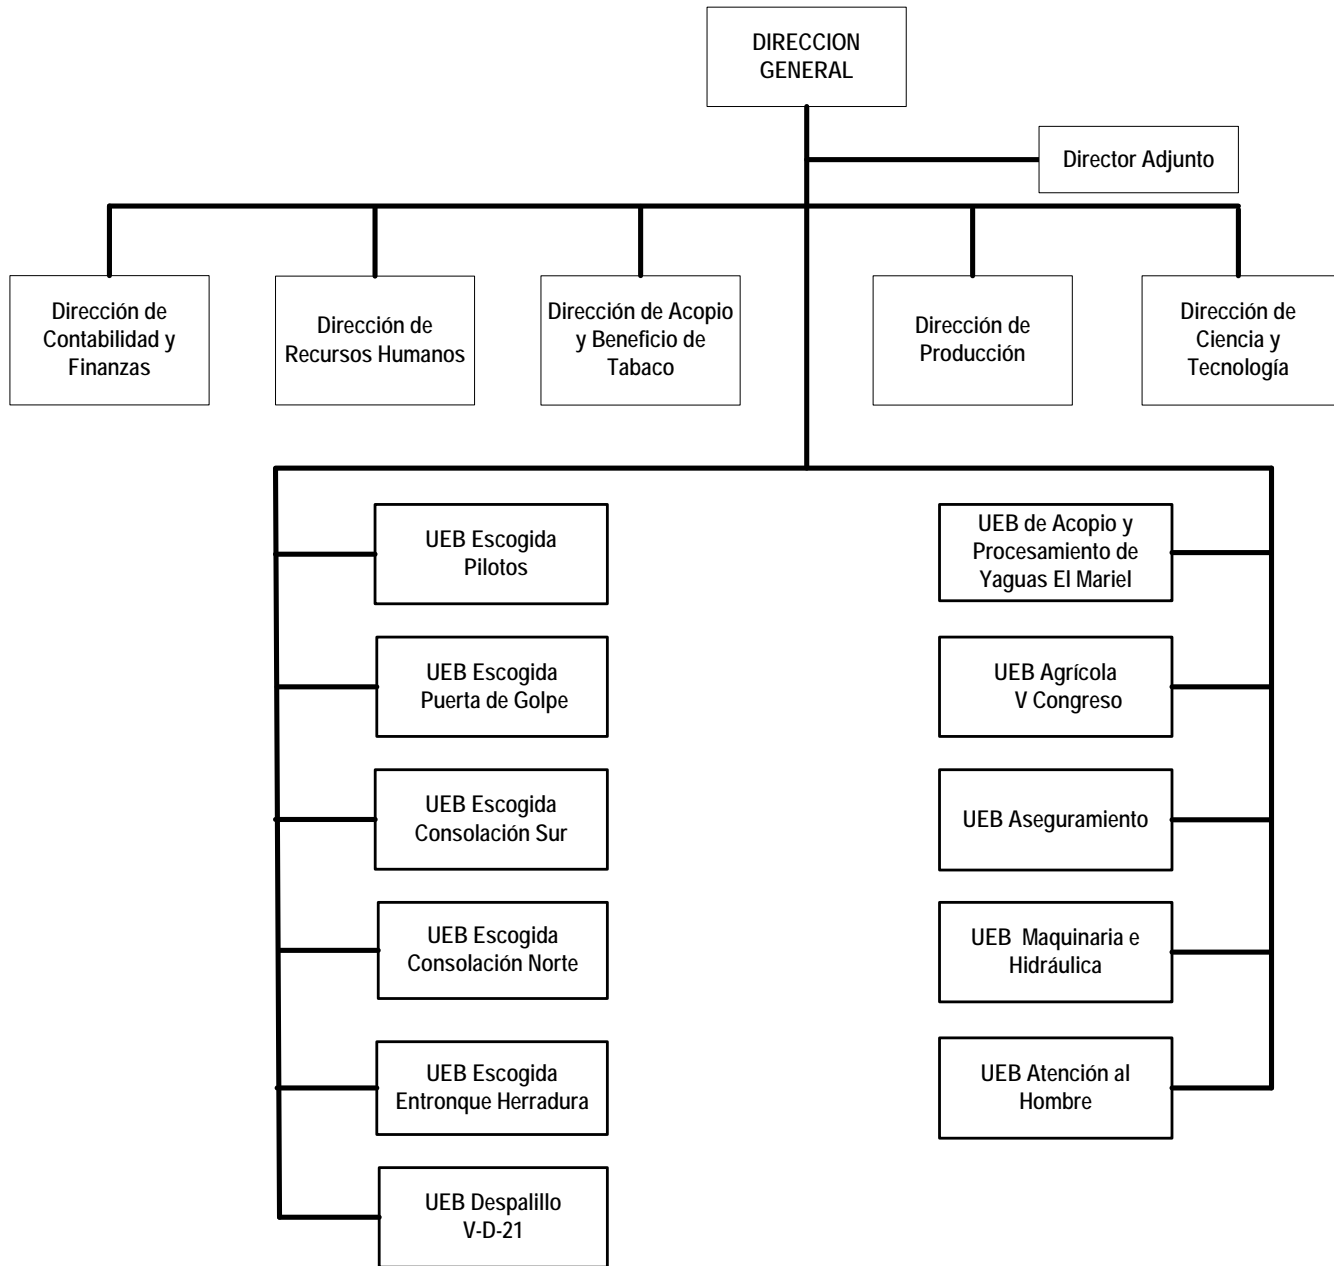 DIRECCION
GENERAL
Director Adjunto
Dirección de
Contabilidad y
Finanzas
Dirección de
Recursos Humanos
Dirección de Acopio
y Beneficio de
Tabaco
Dirección de
Producción
Dirección de
Ciencia y
Tecnología
UEB Escogida
Pilotos
UEB Escogida
Puerta de Golpe
UEB Escogida
Consolación Sur
UEB Escogida
Consolación Norte
UEB Escogida
Entronque Herradura
UEB Despalillo
V-D-21
UEB de Acopio y
Procesamiento de
Yaguas El Mariel
UEB Agrícola
V Congreso
UEB Aseguramiento
UEB Maquinaria e
Hidráulica
UEB Atención al
Hombre